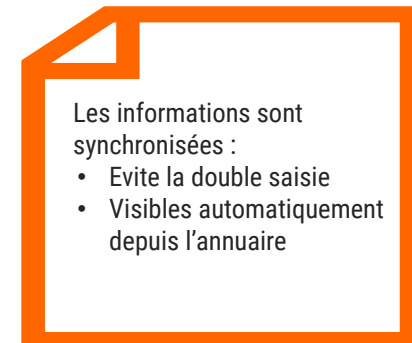 Les informations sont
synchronisées :
• Evite la double saisie
• Visibles automatiquement
depuis l’annuaire